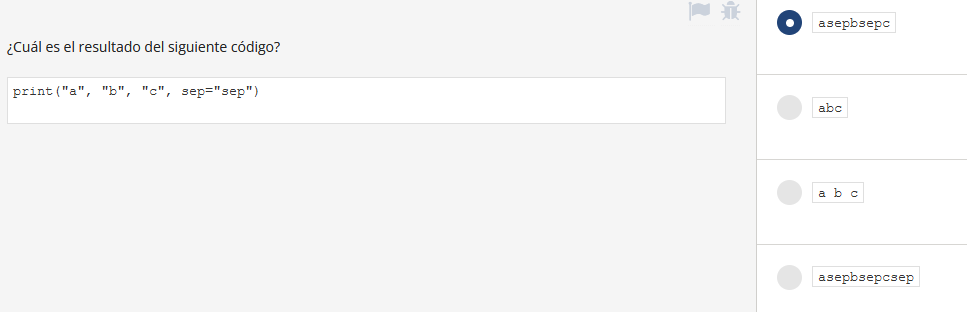 ¿Cuál es el resultado del siguiente código?
print("a", "b", "c", sep="sep")
asepbsepc
abc
a b c
asepbsepcsep